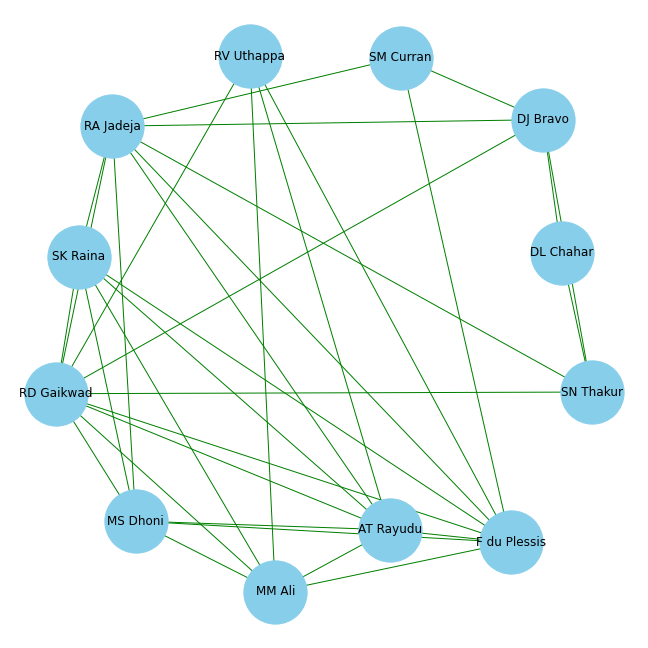 RV Uthappa
SM Curran
RA Jadeja
DJ Bravo
SK Raina
DL Chahar
RD Gaikwad
SN Thakur
MS Dhoni
AT Rayudu
F du Plessis
MM Ali